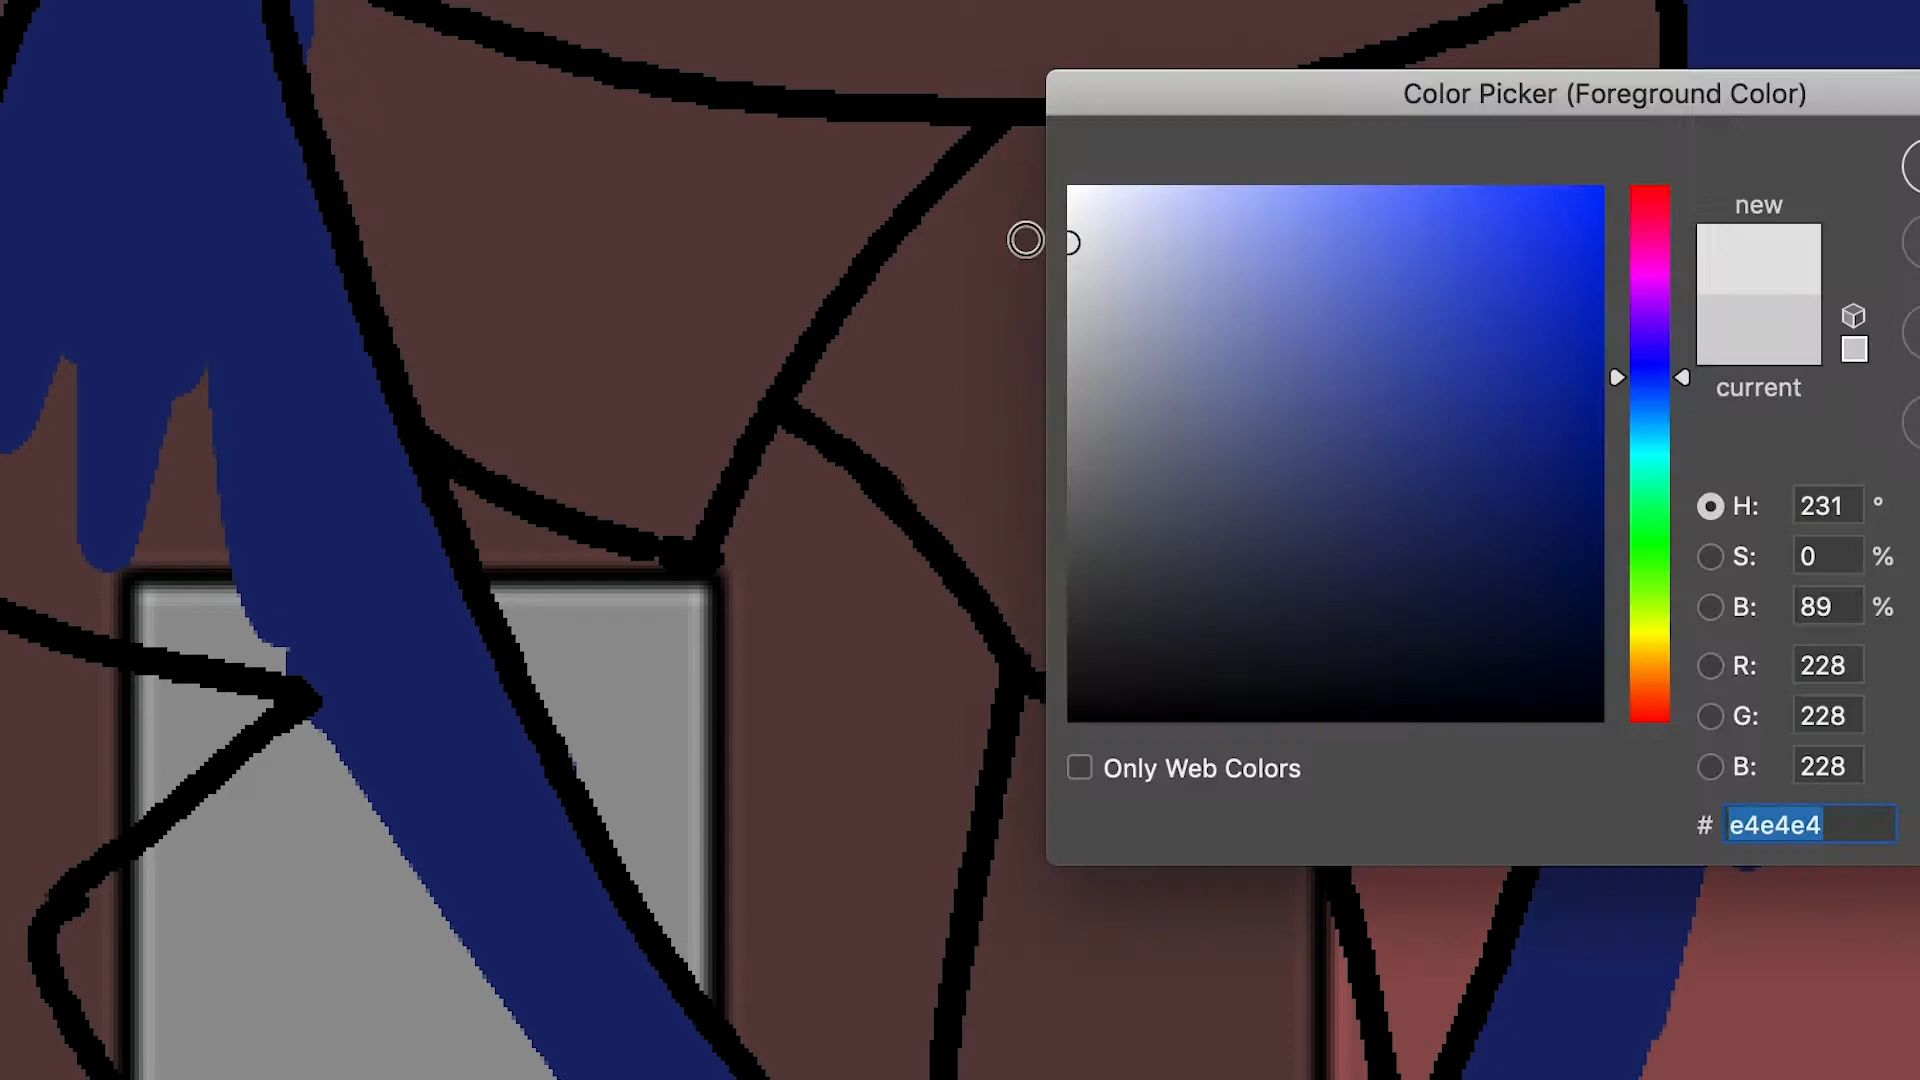 Color Picker (Foreground Color)
new
current
H: 231 °
S: 0 %
B: 89 %
R: 228
G: 228
B: 228
Only Web Colors
# e4e4e4